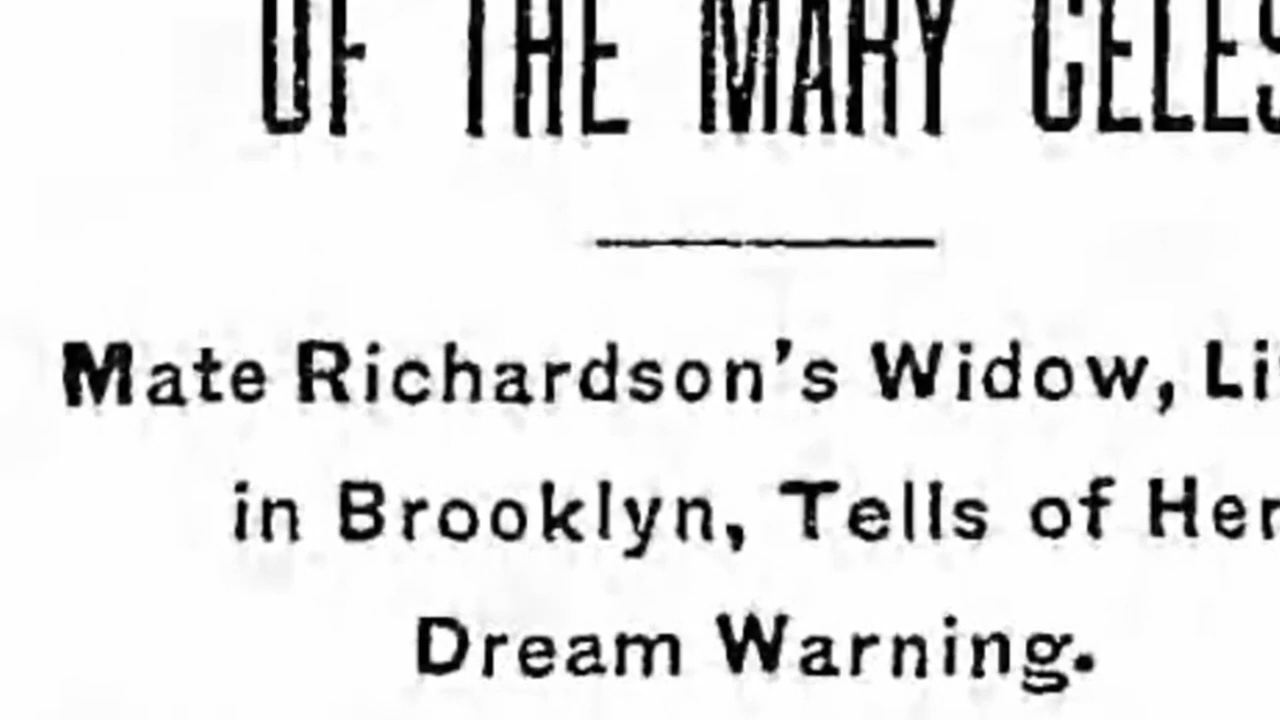 OF THE MARY CELES
Mate Richardson's Widow, Li
in Brooklyn, Tells of Her
Dream Warning.